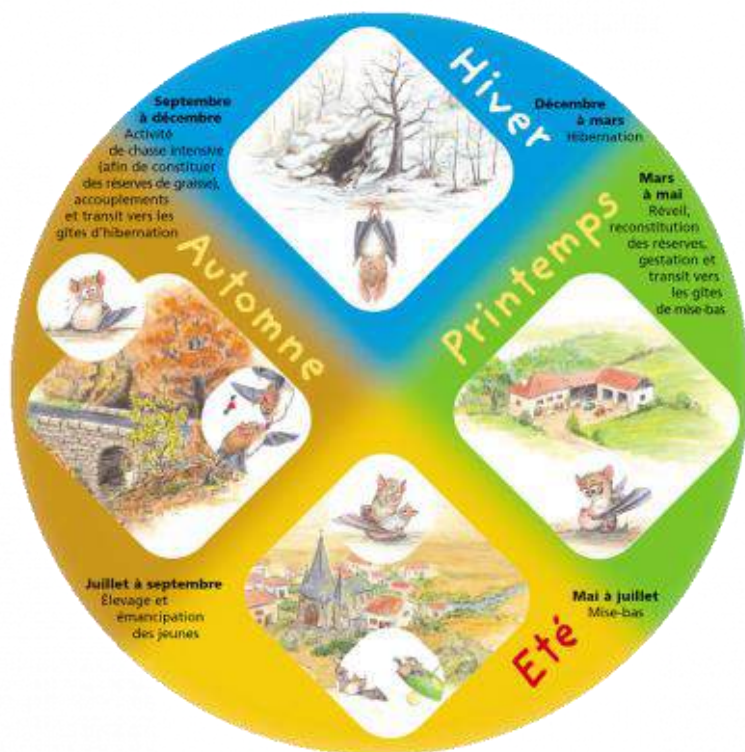 Hiver
Décembre
à mars
Hibernation
Printemps
Mars
à mai
Réveil,
reconstitution
des réserves,
gestation et
transit vers
les gîtes
de mise-bas
Eté
Mai à juillet
Mise-bas
Juillet à septembre
Élevage et
émancipation
des jeunes
Automne
Septembre
à décembre
Activité
de chasse intensive
(afin de constituer
des réserves de graisse),
accouplements
et transit vers les
gîtes d'hibernation